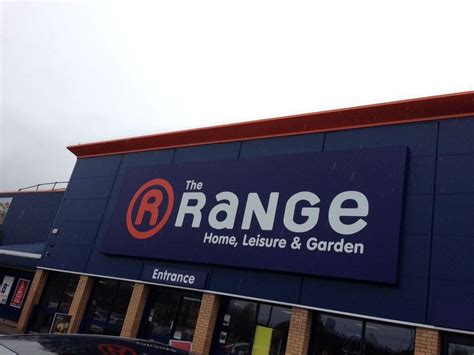 The
R RANGE
Home, Leisure & Garden
Entrance